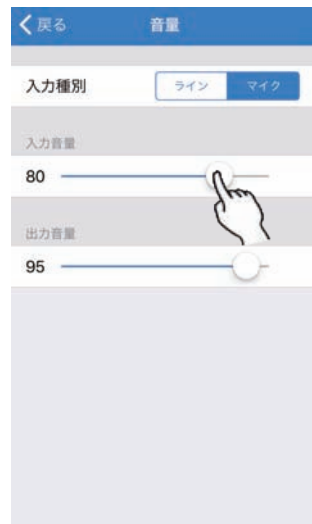 戻る 音量
入力種別 ライン マイク
入力音量
80
出力音量
95